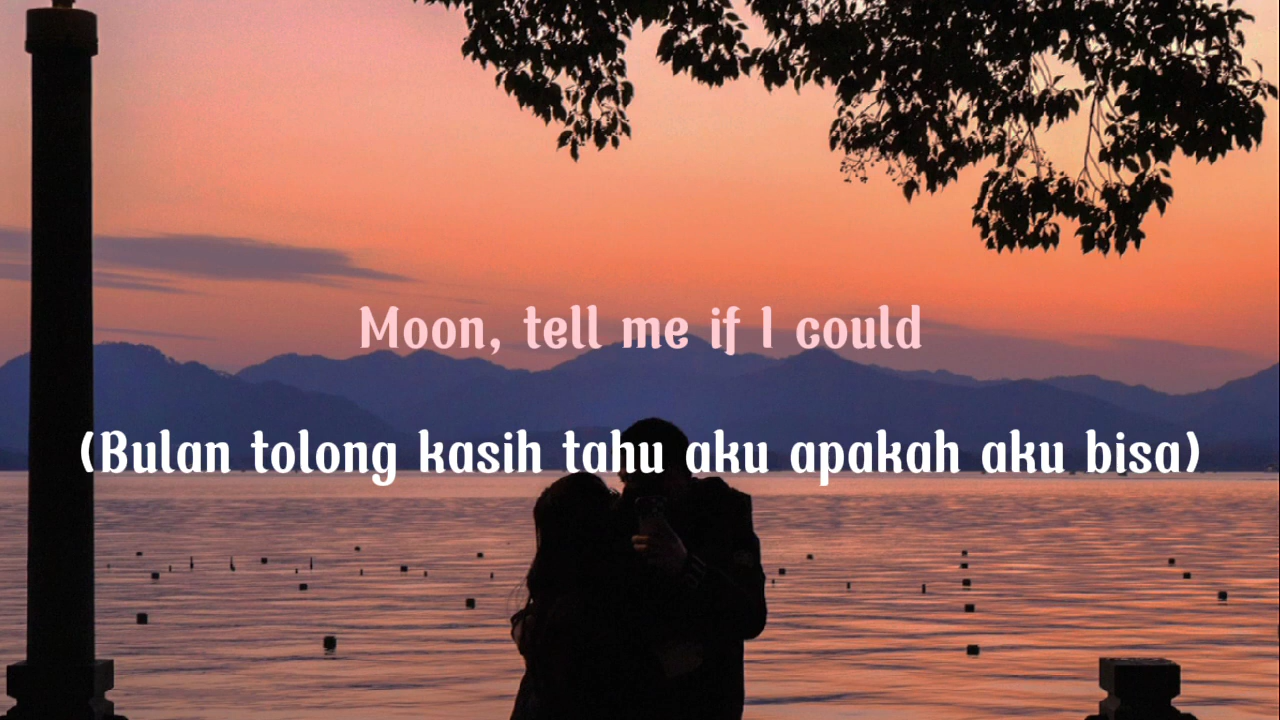 Moon, tell me if I could
(Bulan tolong kasih tahu aku apakah aku bisa)